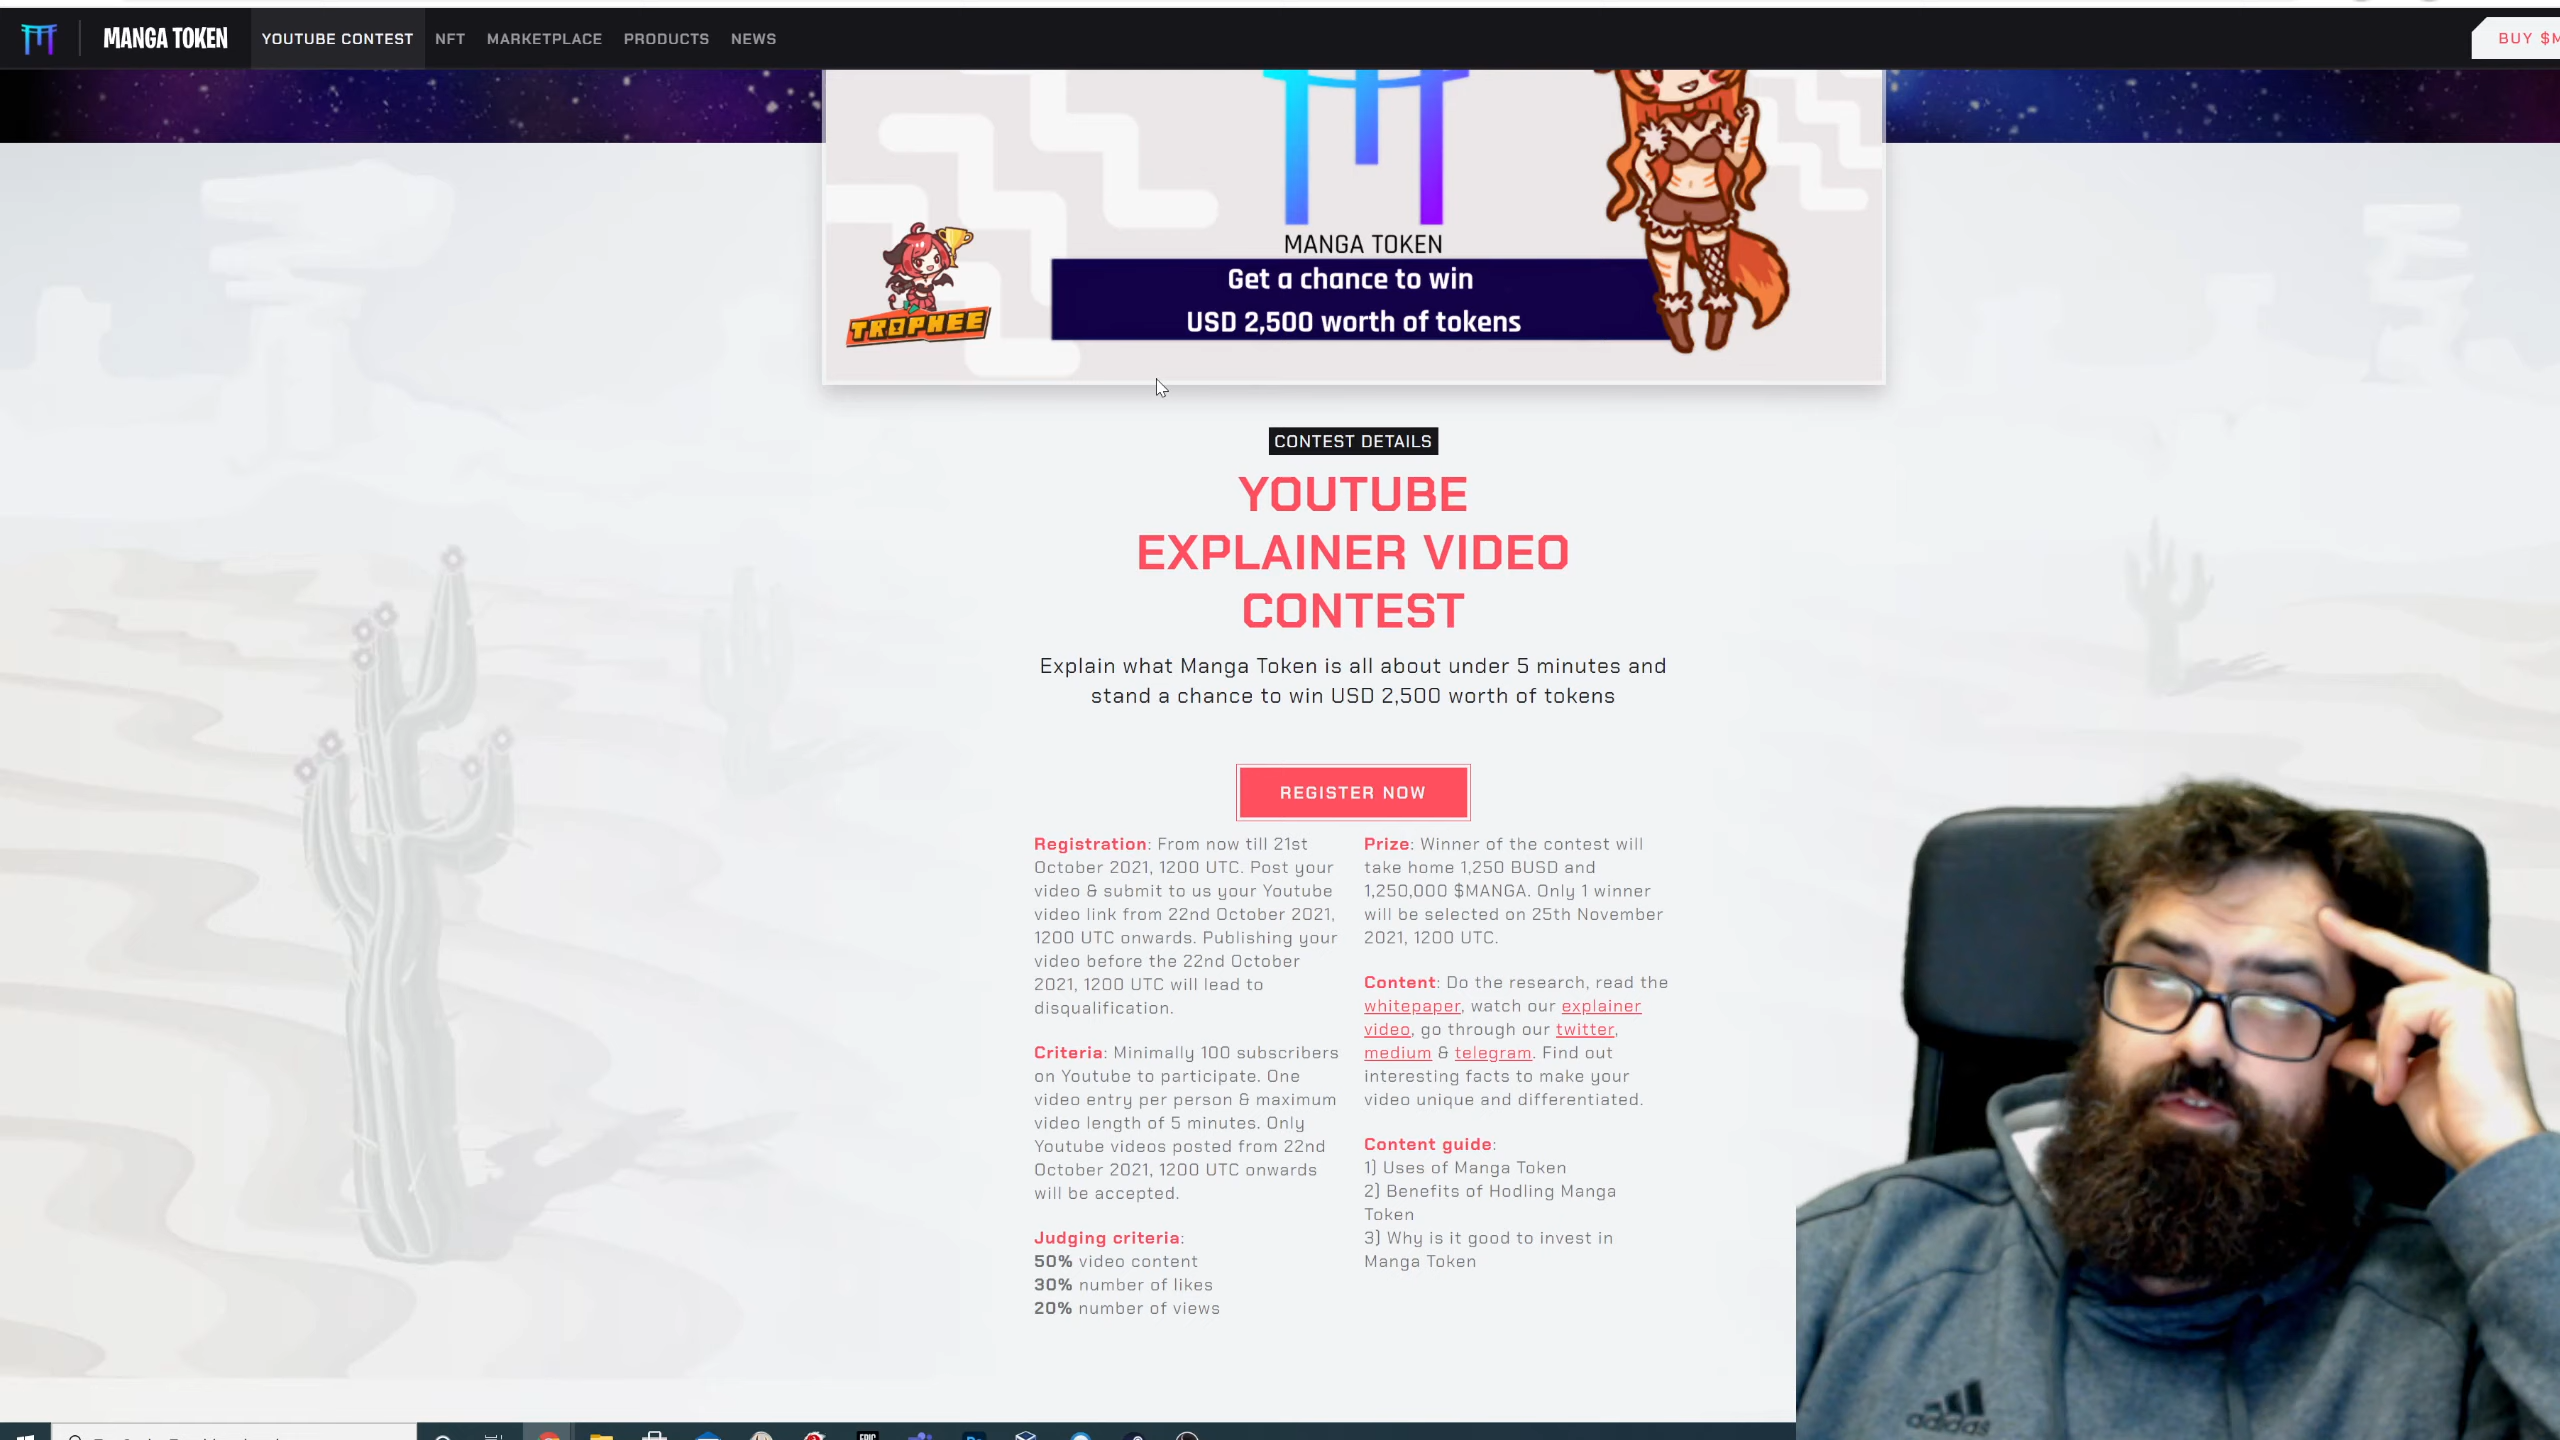 MANGA TOKEN
YOUTUBE CONTEST
NFT
MARKETPLACE
PRODUCTS
NEWS
BUY
MANGA TOKEN
Get a chance to win
USD 2,500 worth of tokens
TROPHEE
CONTEST DETAILS
YOUTUBE
EXPLAINER VIDEO
CONTEST
Explain what Manga Token is all about under 5 minutes and
stand a chance to win USD 2,500 worth of tokens
REGISTER NOW
Registration: From now till 21st
October 2021, 1200 UTC. Post your
video & submit to us your Youtube
video link from 22nd October 2021,
1200 UTC onwards. Publishing your
video before the 22nd October
2021, 1200 UTC will lead to
disqualification.
Criteria: Minimally 100 subscribers
on Youtube to participate. One
video entry per person & maximum
video length of 5 minutes. Only
Youtube videos posted from 22nd
October 2021, 1200 UTC onwards
will be accepted.
Judging criteria:
50% video content
30% number of likes
20% number of views
Prize: Winner of the contest will
take home 1,250 BUSD and
1,250,000 $MANGA. Only 1 winner
will be selected on 25th November
2021, 1200 UTC.
Content: Do the research, read the
whitepaper, watch our explainer
video, go through our twitter,
medium & telegram. Find out
interesting facts to make your
video unique and differentiated.
Content guide:
1) Uses of Manga Token
2) Benefits of Hodling Manga
Token
3) Why is it good to invest in
Manga Token
adidas
EPIC